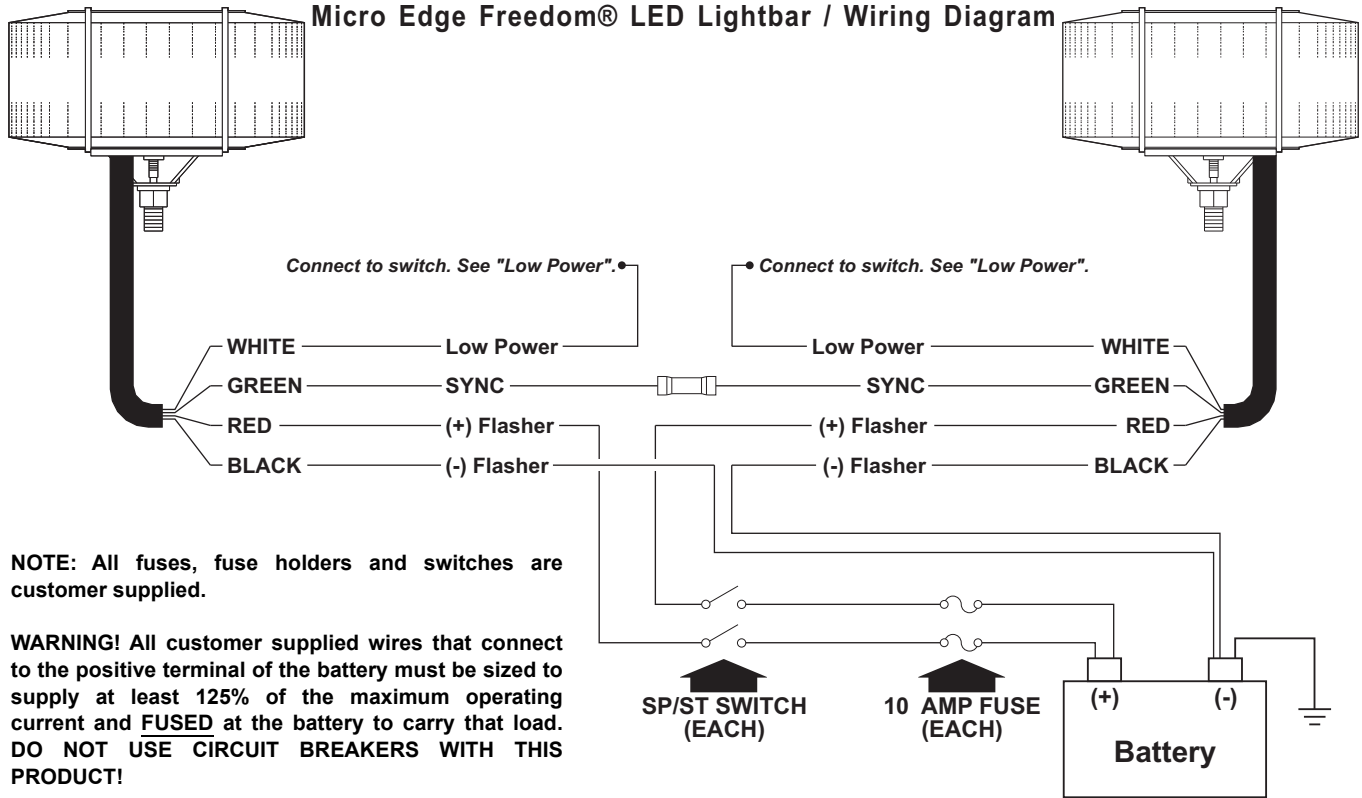 Micro Edge Freedom® LED Lightbar / Wiring Diagram
Connect to switch. See "Low Power".
Connect to switch. See "Low Power".
WHITE Low Power Low Power WHITE
GREEN SYNC SYNC GREEN
RED (+) Flasher (+) Flasher RED
BLACK (-) Flasher (-) Flasher BLACK
NOTE: All fuses, fuse holders and switches are
customer supplied.
WARNING! All customer supplied wires that connect
to the positive terminal of the battery must be sized to
supply at least 125% of the maximum operating
current and FUSED at the battery to carry that load.
DO NOT USE CIRCUIT BREAKERS WITH THIS
PRODUCT!
SP/ST SWITCH
(EACH)
10 AMP FUSE
(EACH)
(+) (-)
Battery